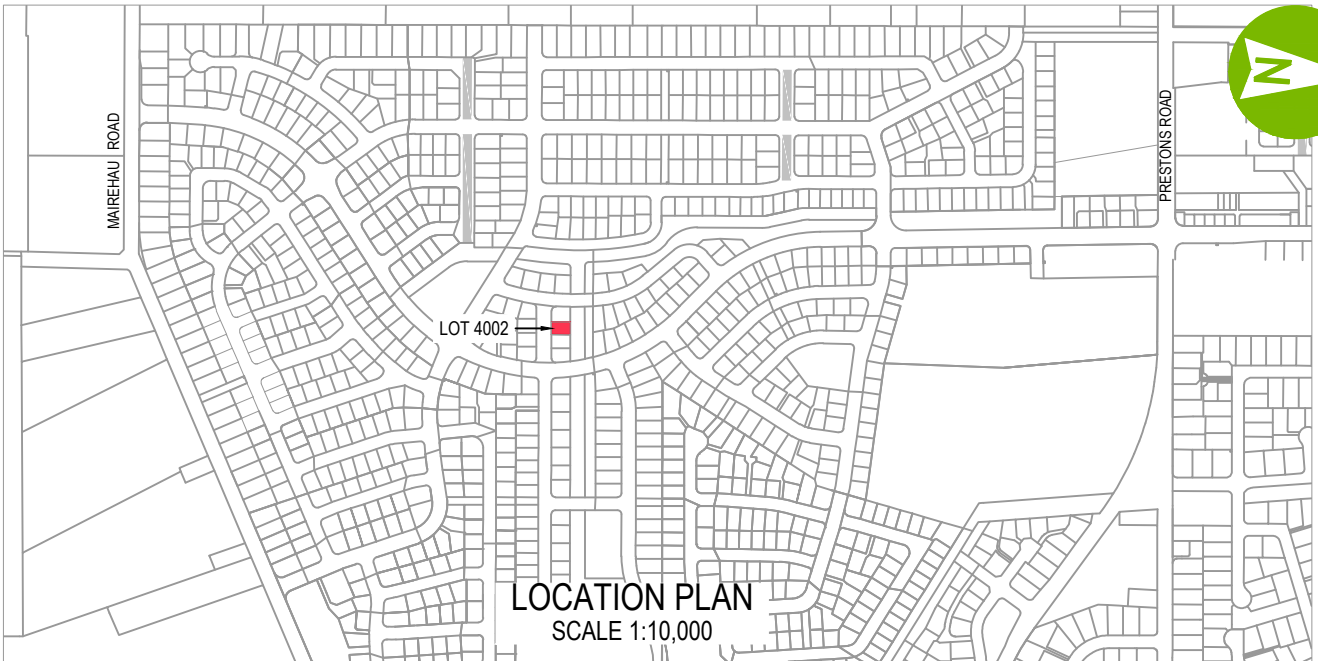 N
MAIREHAU ROAD
PRESTONS ROAD
LOT 4002
LOCATION PLAN
SCALE 1:10,000